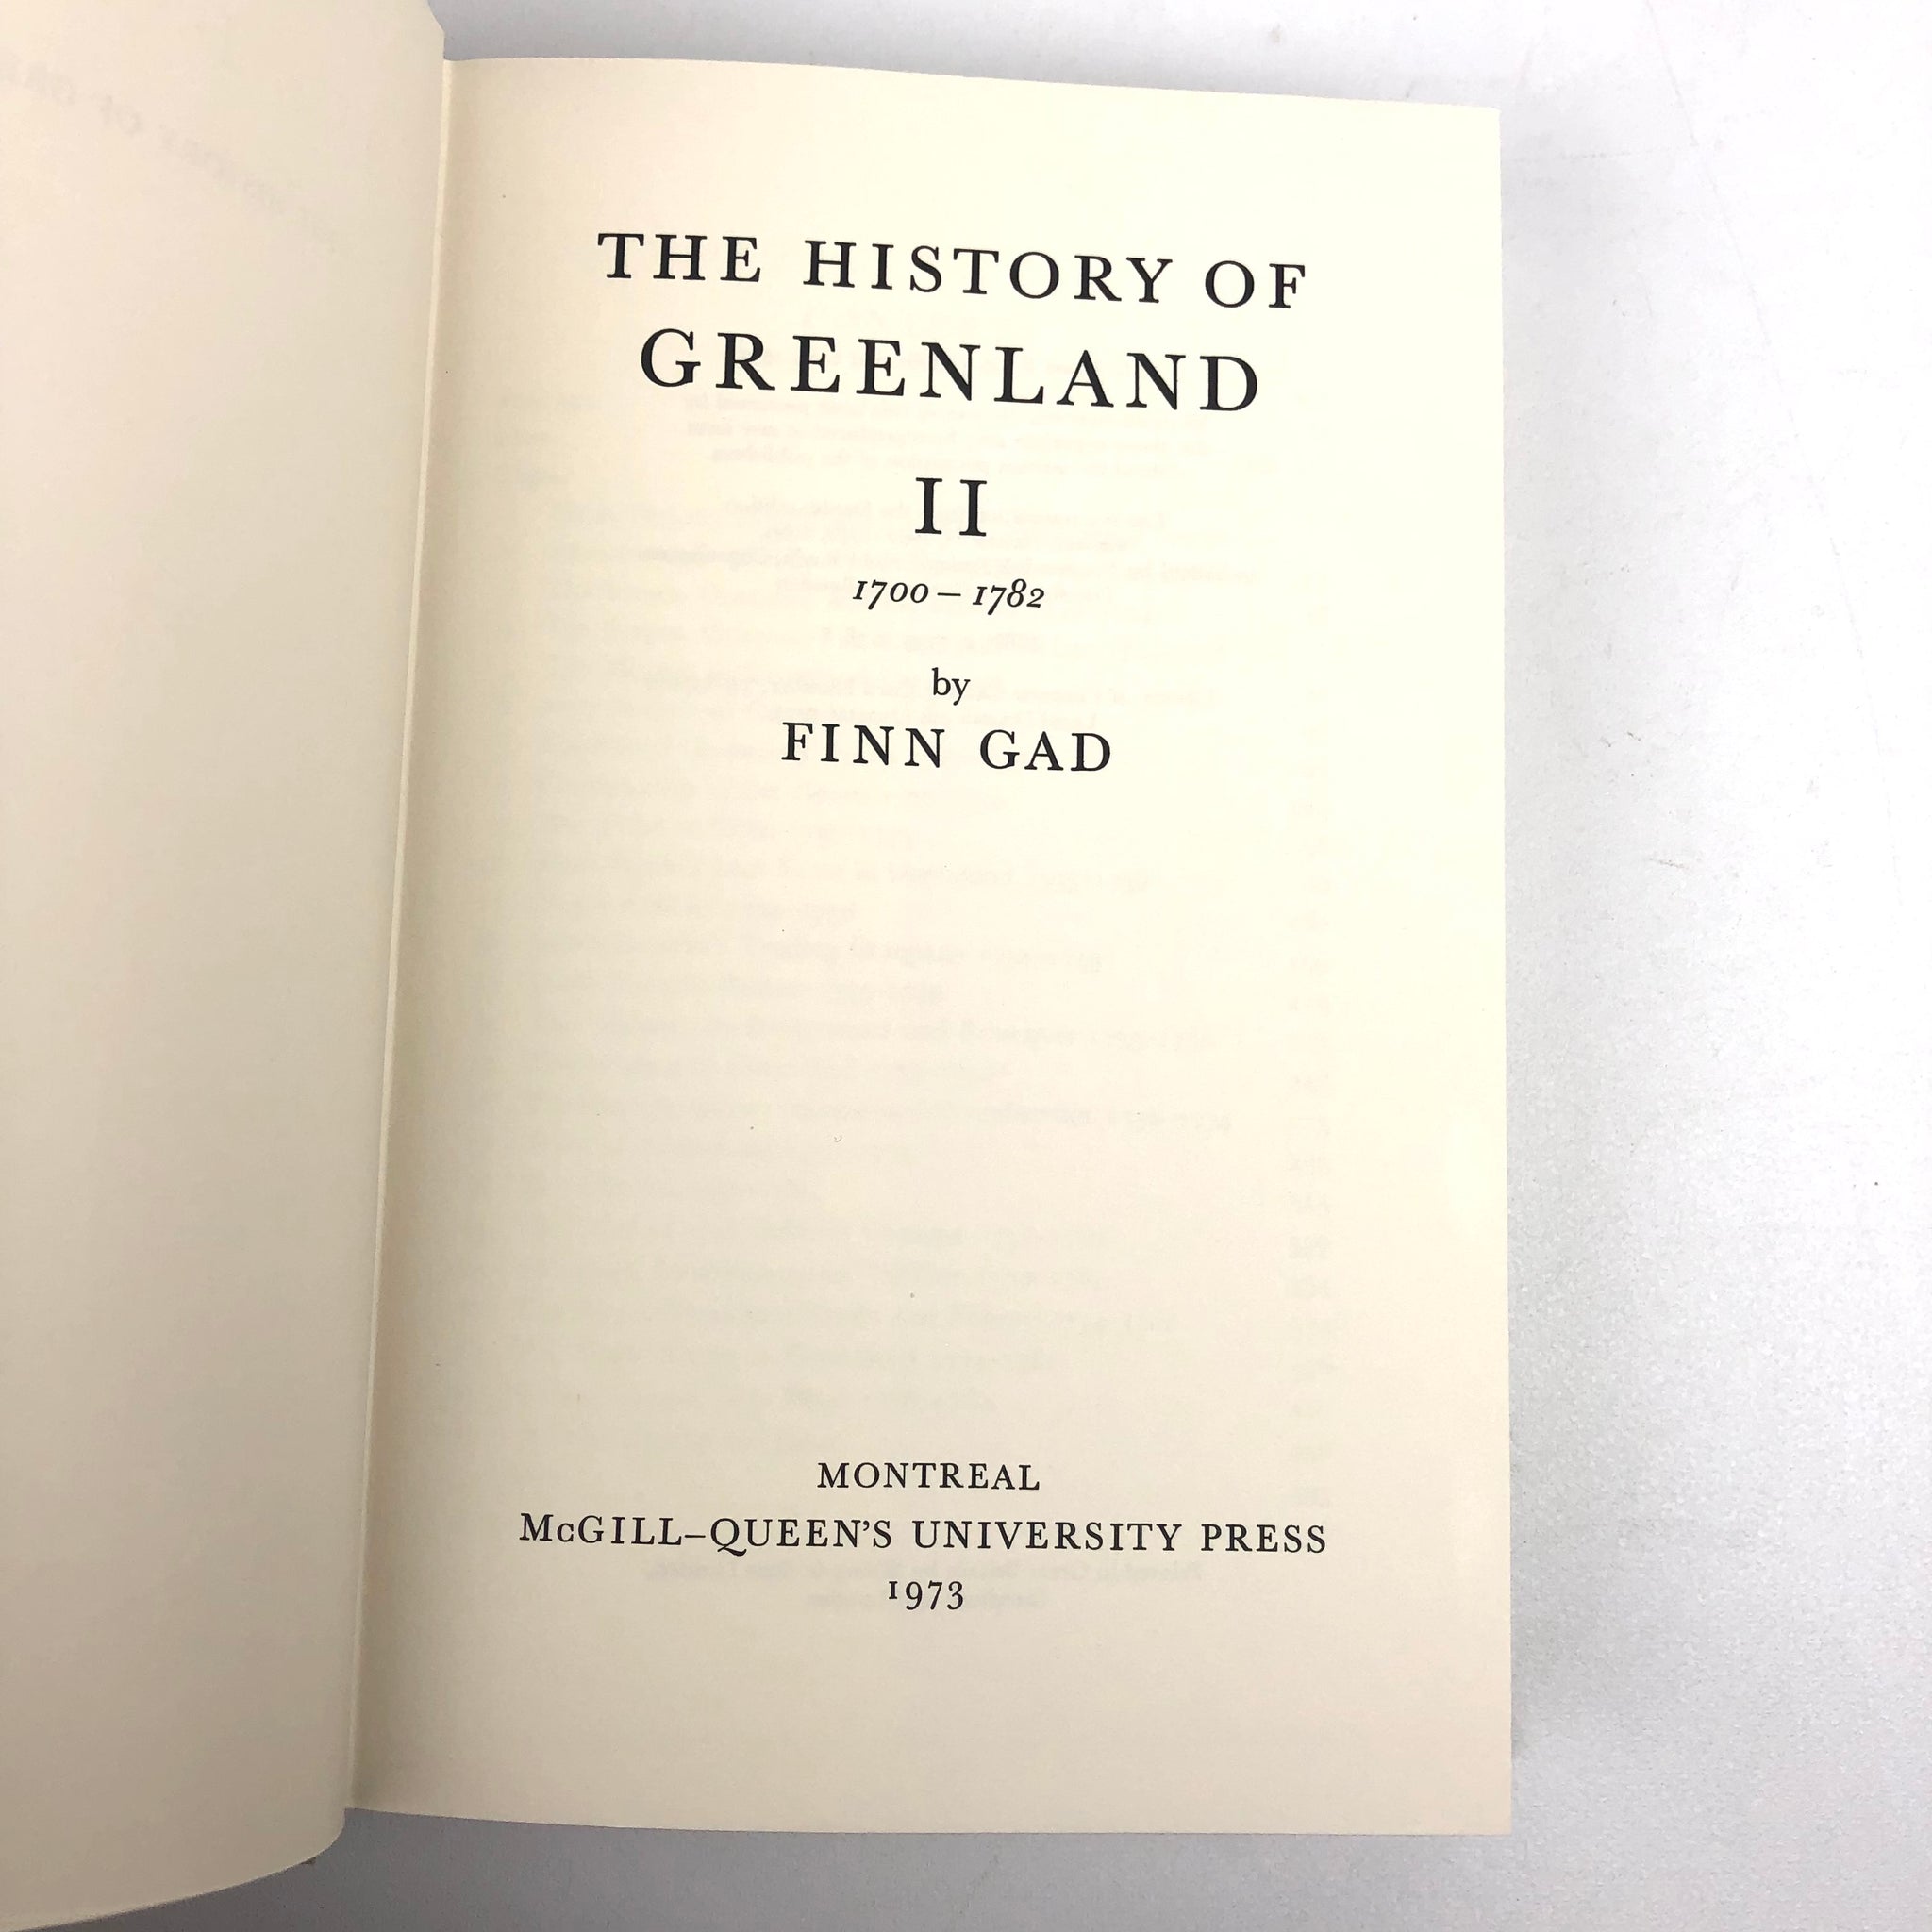 THE HISTORY OF
GREENLAND
II
1700 – 1782
by
FINN GAD
MONTREAL
McGILL–QUEEN'S UNIVERSITY PRESS
1973